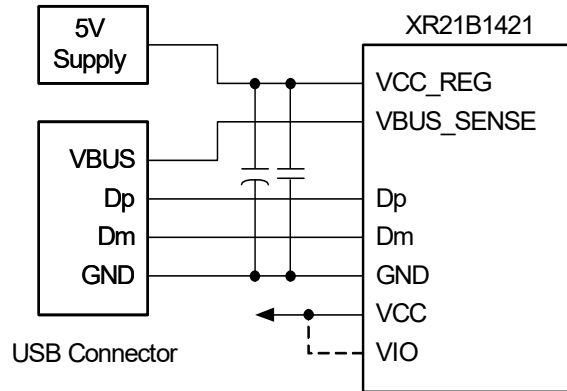 5V
Supply
XR21B1421
VCC_REG
VBUS_SENSE
VBUS
Dp
Dp
Dm
Dm
GND
GND
VCC
VIO
USB Connector